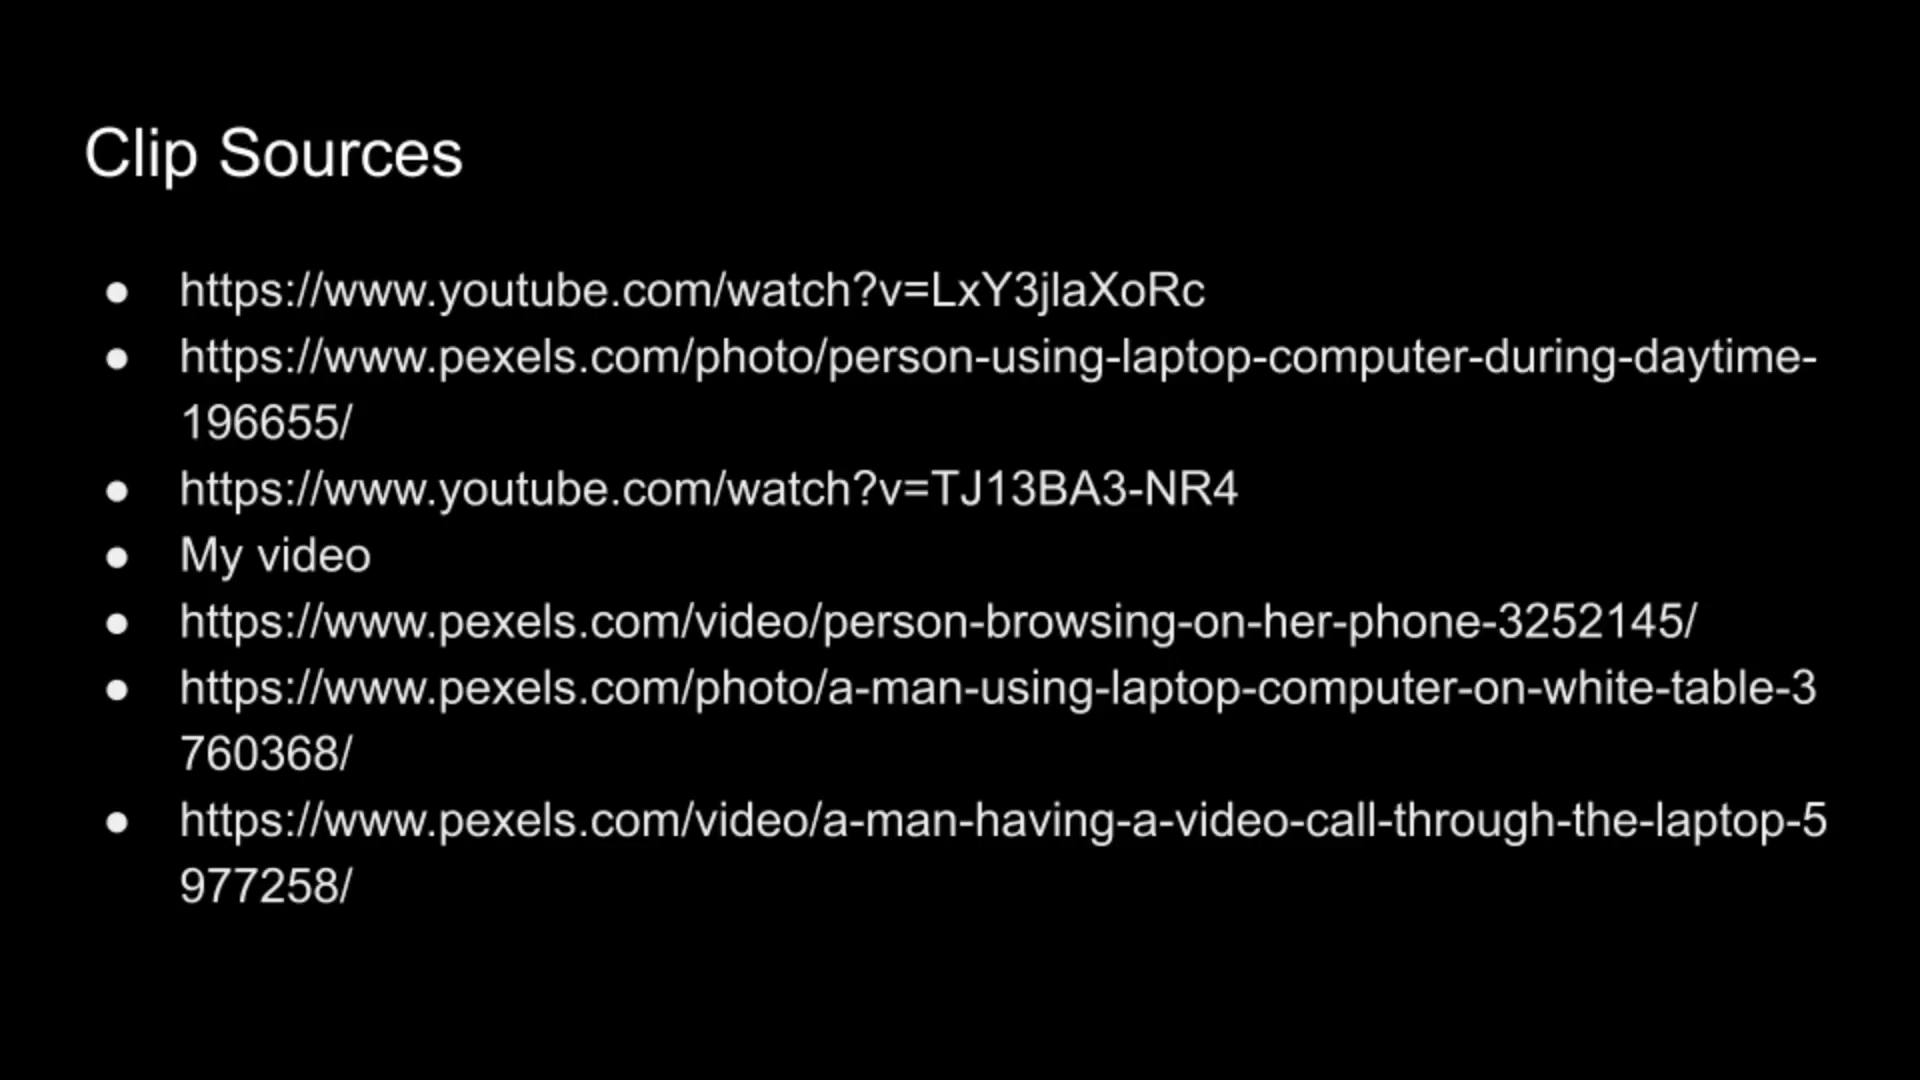 Clip Sources
● https://www.youtube.com/watch?v=LxY3jlaXoRc
● https://www.pexels.com/photo/person-using-laptop-computer-during-daytime-
196655/
● https://www.youtube.com/watch?v=TJ13BA3-NR4
● My video
● https://www.pexels.com/video/person-browsing-on-her-phone-3252145/
● https://www.pexels.com/photo/a-man-using-laptop-computer-on-white-table-3
760368/
● https://www.pexels.com/video/a-man-having-a-video-call-through-the-laptop-5
977258/